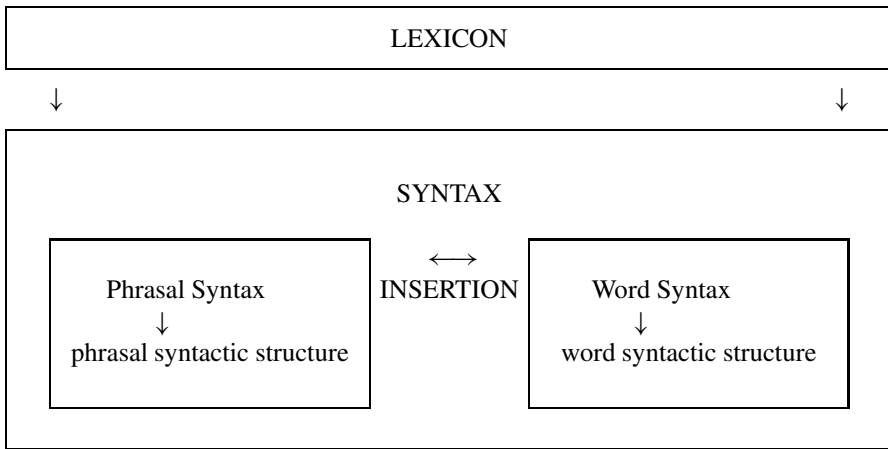 LEXICON
↓ ↓
SYNTAX
←→
Phrasal Syntax INSERTION Word Syntax
↓ ↓
phrasal syntactic structure word syntactic structure